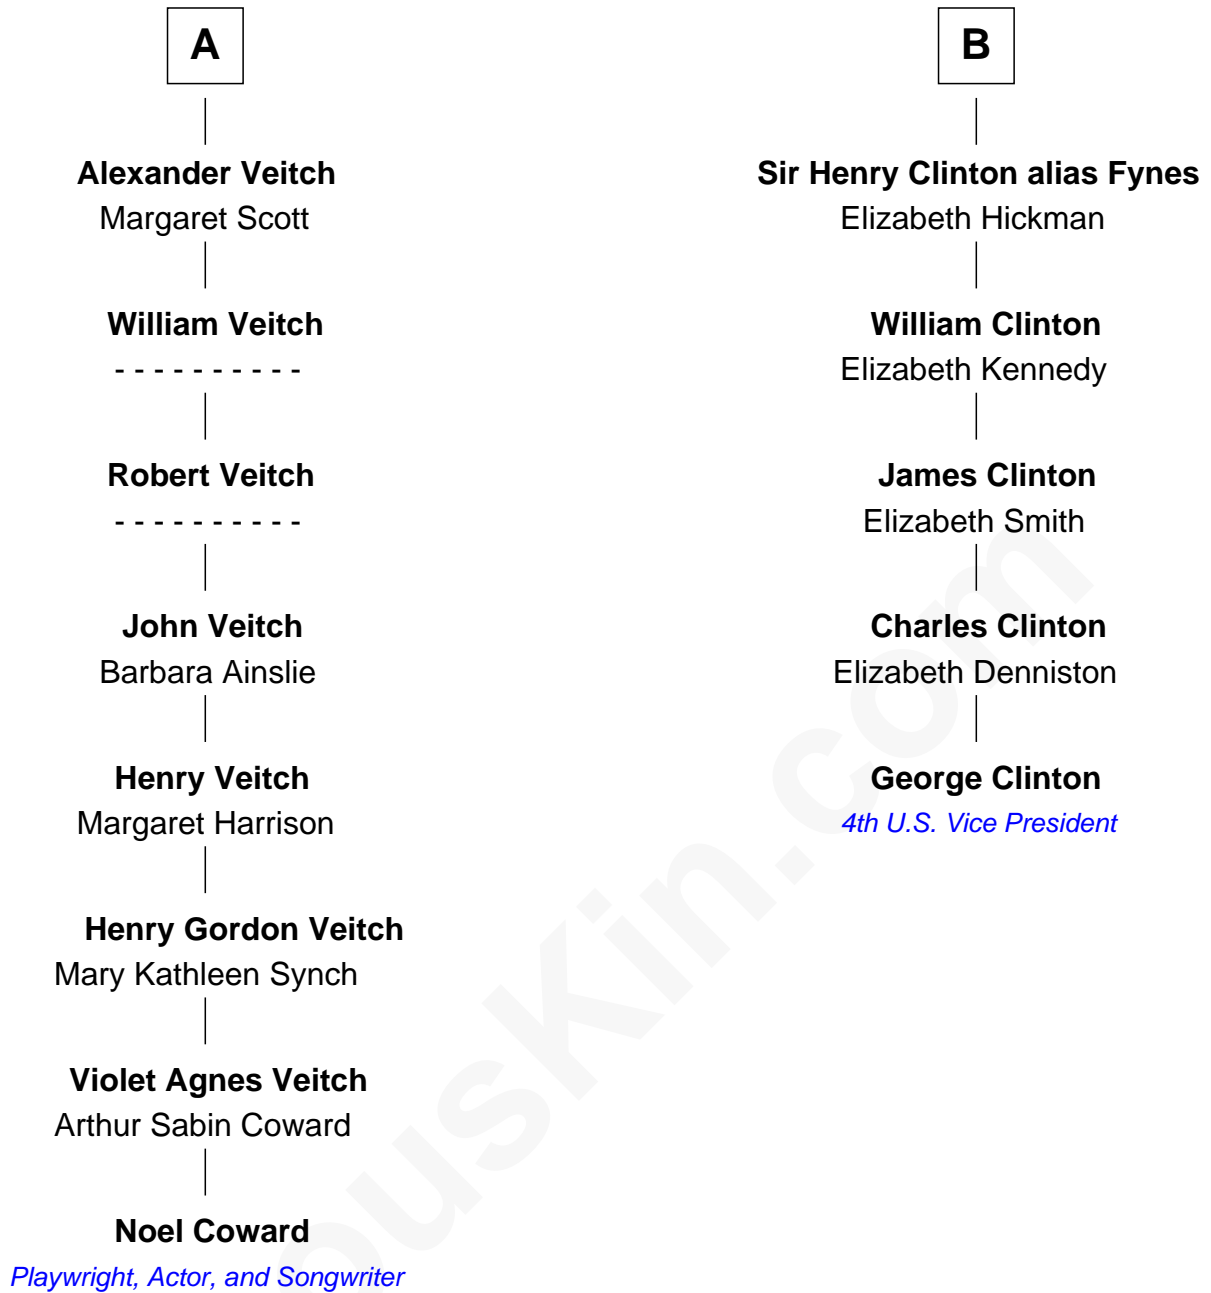 A
Alexander Veitch
Margaret Scott
William Veitch
- - - - - - - - - -
Robert Veitch
- - - - - - - - - -
John Veitch
Barbara Ainslie
Henry Veitch
Margaret Harrison
Henry Gordon Veitch
Mary Kathleen Synch
Violet Agnes Veitch
Arthur Sabin Coward
Noel Coward
Playwright, Actor, and Songwriter
B
Sir Henry Clinton alias Fynes
Elizabeth Hickman
William Clinton
Elizabeth Kennedy
James Clinton
Elizabeth Smith
Charles Clinton
Elizabeth Denniston
George Clinton
4th U.S. Vice President
ousKin.com